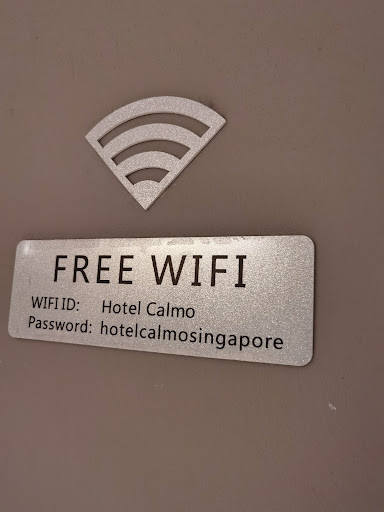 FREE WIFI
WIFI ID: Hotel Calmo
Password: hotelcalmosingapore